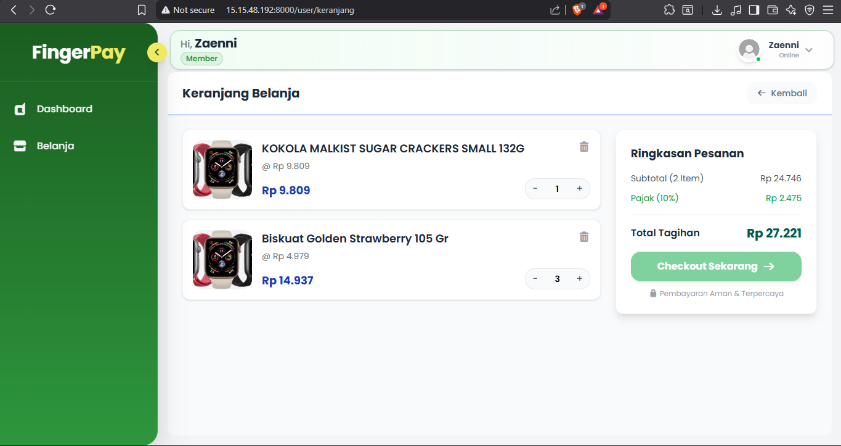 Not secure 15.15.48.192:8000/user/keranjang
FingerPay
Dashboard
Belanja
Hi, Zaenni
Member
Zaenni
Online
Keranjang Belanja
Kembali
KOKOLA MALKIST SUGAR CRACKERS SMALL 132G
@ Rp 9.809
Rp 9.809
- 1 +
Biskuat Golden Strawberry 105 Gr
@ Rp 4.979
Rp 14.937
- 3 +
Ringkasan Pesanan
Subtotal (2 Item) Rp 24.746
Pajak (10%) Rp 2.475
Total Tagihan Rp 27.221
Checkout Sekarang →
Pembayaran Aman & Terpercaya